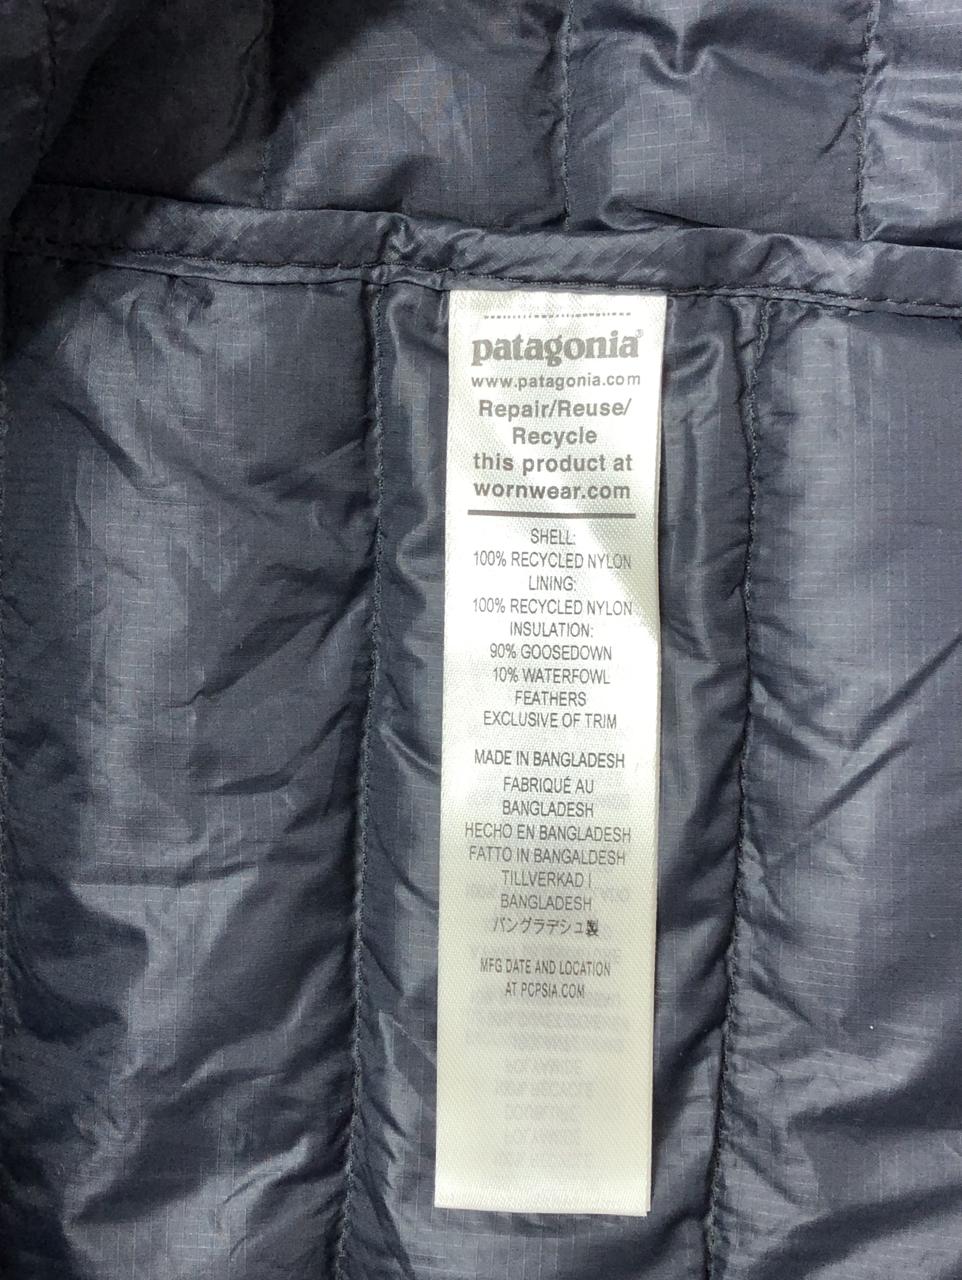 patagonia®
www.patagonia.com
Repair/Reuse/
Recycle
this product at
wornwear.com
SHELL:
100% RECYCLED NYLON
LINING:
100% RECYCLED NYLON
INSULATION:
90% GOOSEDOWN
10% WATERFOWL
FEATHERS
EXCLUSIVE OF TRIM
MADE IN BANGLADESH
FABRIQUÉ AU
BANGLADESH
HECHO EN BANGLADESH
FATTO IN BANGALDESH
TILLVERKAD I
BANGLADESH
バングラデシュ製
MFG DATE AND LOCATION
AT PCPSIA.COM